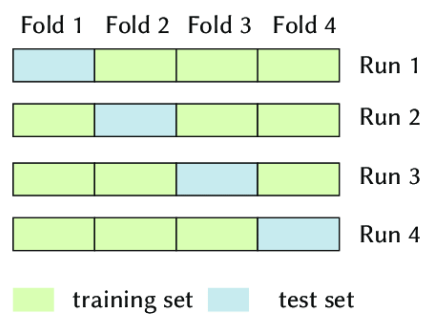 Fold 1 Fold 2 Fold 3 Fold 4
Run 1
Run 2
Run 3
Run 4
training set test set